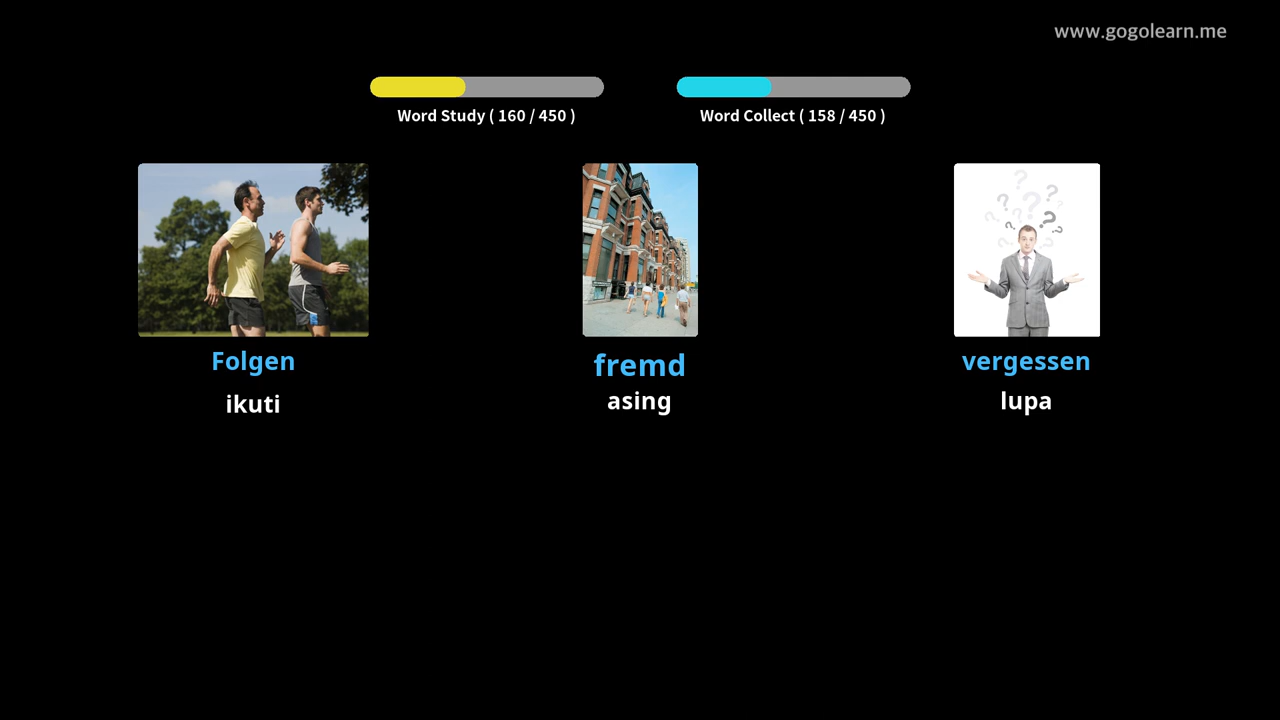 www.gogolearn.me
Word Study ( 160 / 450 )
Word Collect ( 158 / 450 )
Folgen
ikuti
fremd
asing
vergessen
lupa